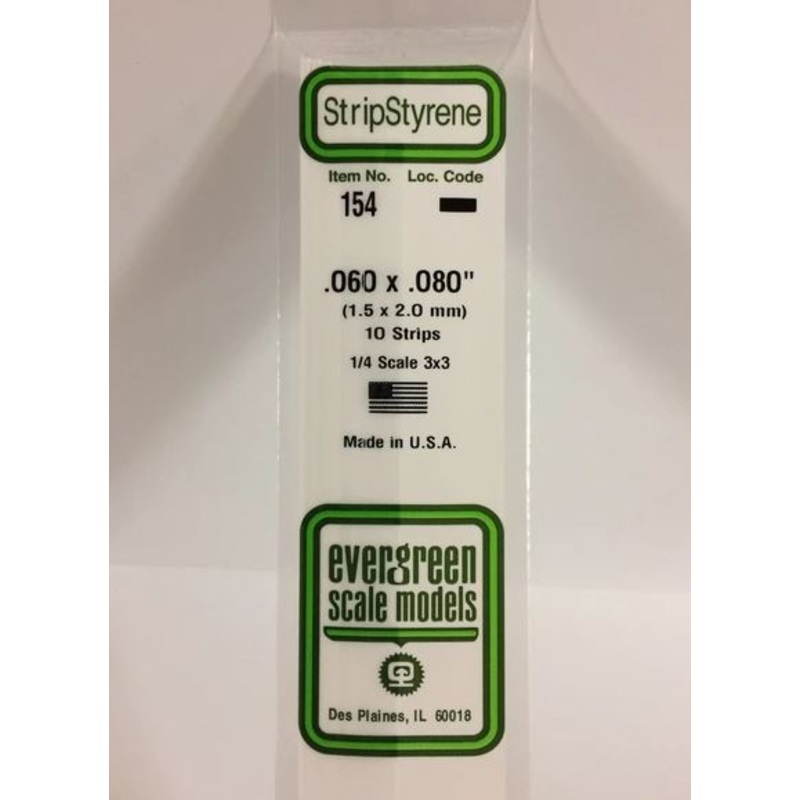 StripStyrene
Item No. Loc. Code
154
.060 x .080"
(1.5 x 2.0 mm)
10 Strips
1/4 Scale 3x3
Made in U.S.A.
evergreen
scale models
Des Plaines, IL 60018